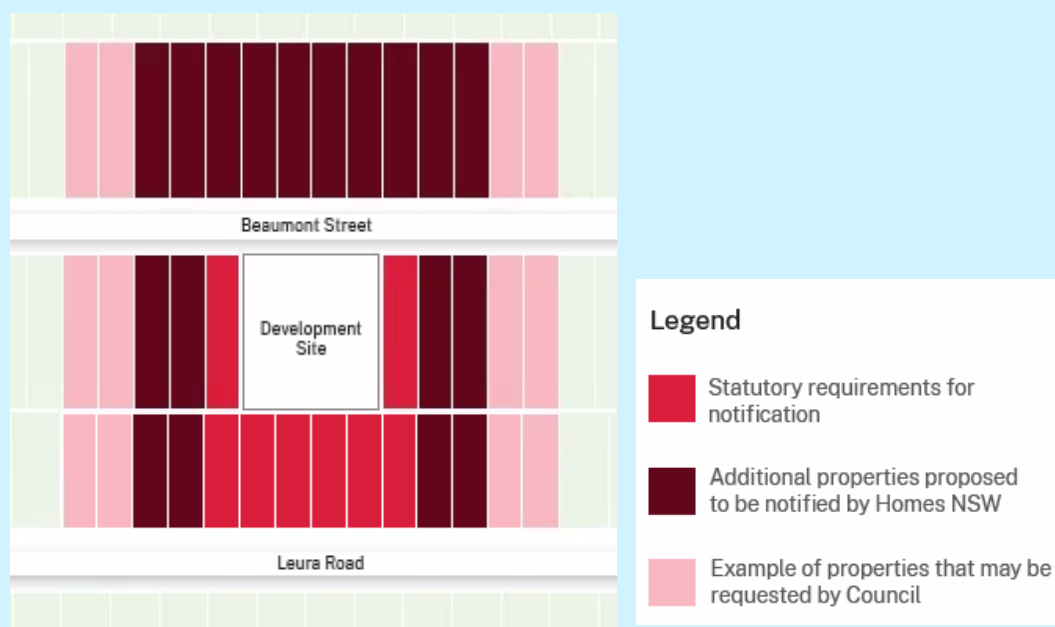 Beaumont Street
Development
Site
Leura Road
Legend
Statutory requirements for
notification
Additional properties proposed
to be notified by Homes NSW
Example of properties that may be
requested by Council